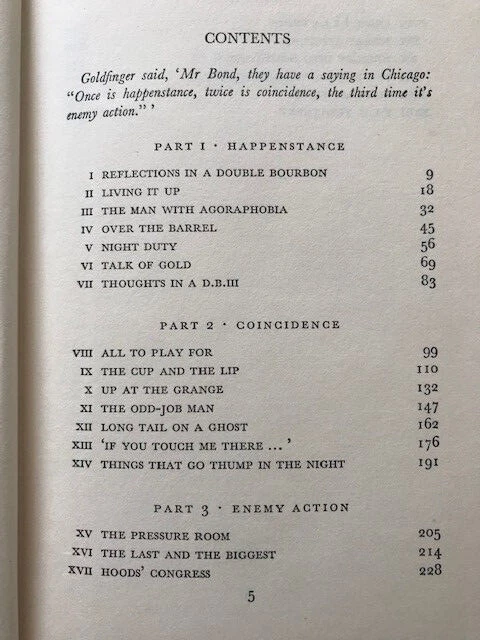 CONTENTS
Goldfinger said, 'Mr Bond, they have a saying in Chicago:
"Once is happenstance, twice is coincidence, the third time it's
enemy action." '
PART 1 · HAPPENSTANCE
I REFLECTIONS IN A DOUBLE BOURBON 9
II LIVING IT UP 18
III THE MAN WITH AGORAPHOBIA 32
IV OVER THE BARREL 45
V NIGHT DUTY 56
VI TALK OF GOLD 69
VII THOUGHTS IN A D.B.III 83
PART 2 · COINCIDENCE
VIII ALL TO PLAY FOR 99
IX THE CUP AND THE LIP 110
X UP AT THE GRANGE 132
XI THE ODD-JOB MAN 147
XII LONG TAIL ON A GHOST 162
XIII 'IF YOU TOUCH ME THERE ... ' 176
XIV THINGS THAT GO THUMP IN THE NIGHT 191
PART 3 · ENEMY ACTION
XV THE PRESSURE ROOM 205
XVI THE LAST AND THE BIGGEST 214
XVII HOODS' CONGRESS 228
5